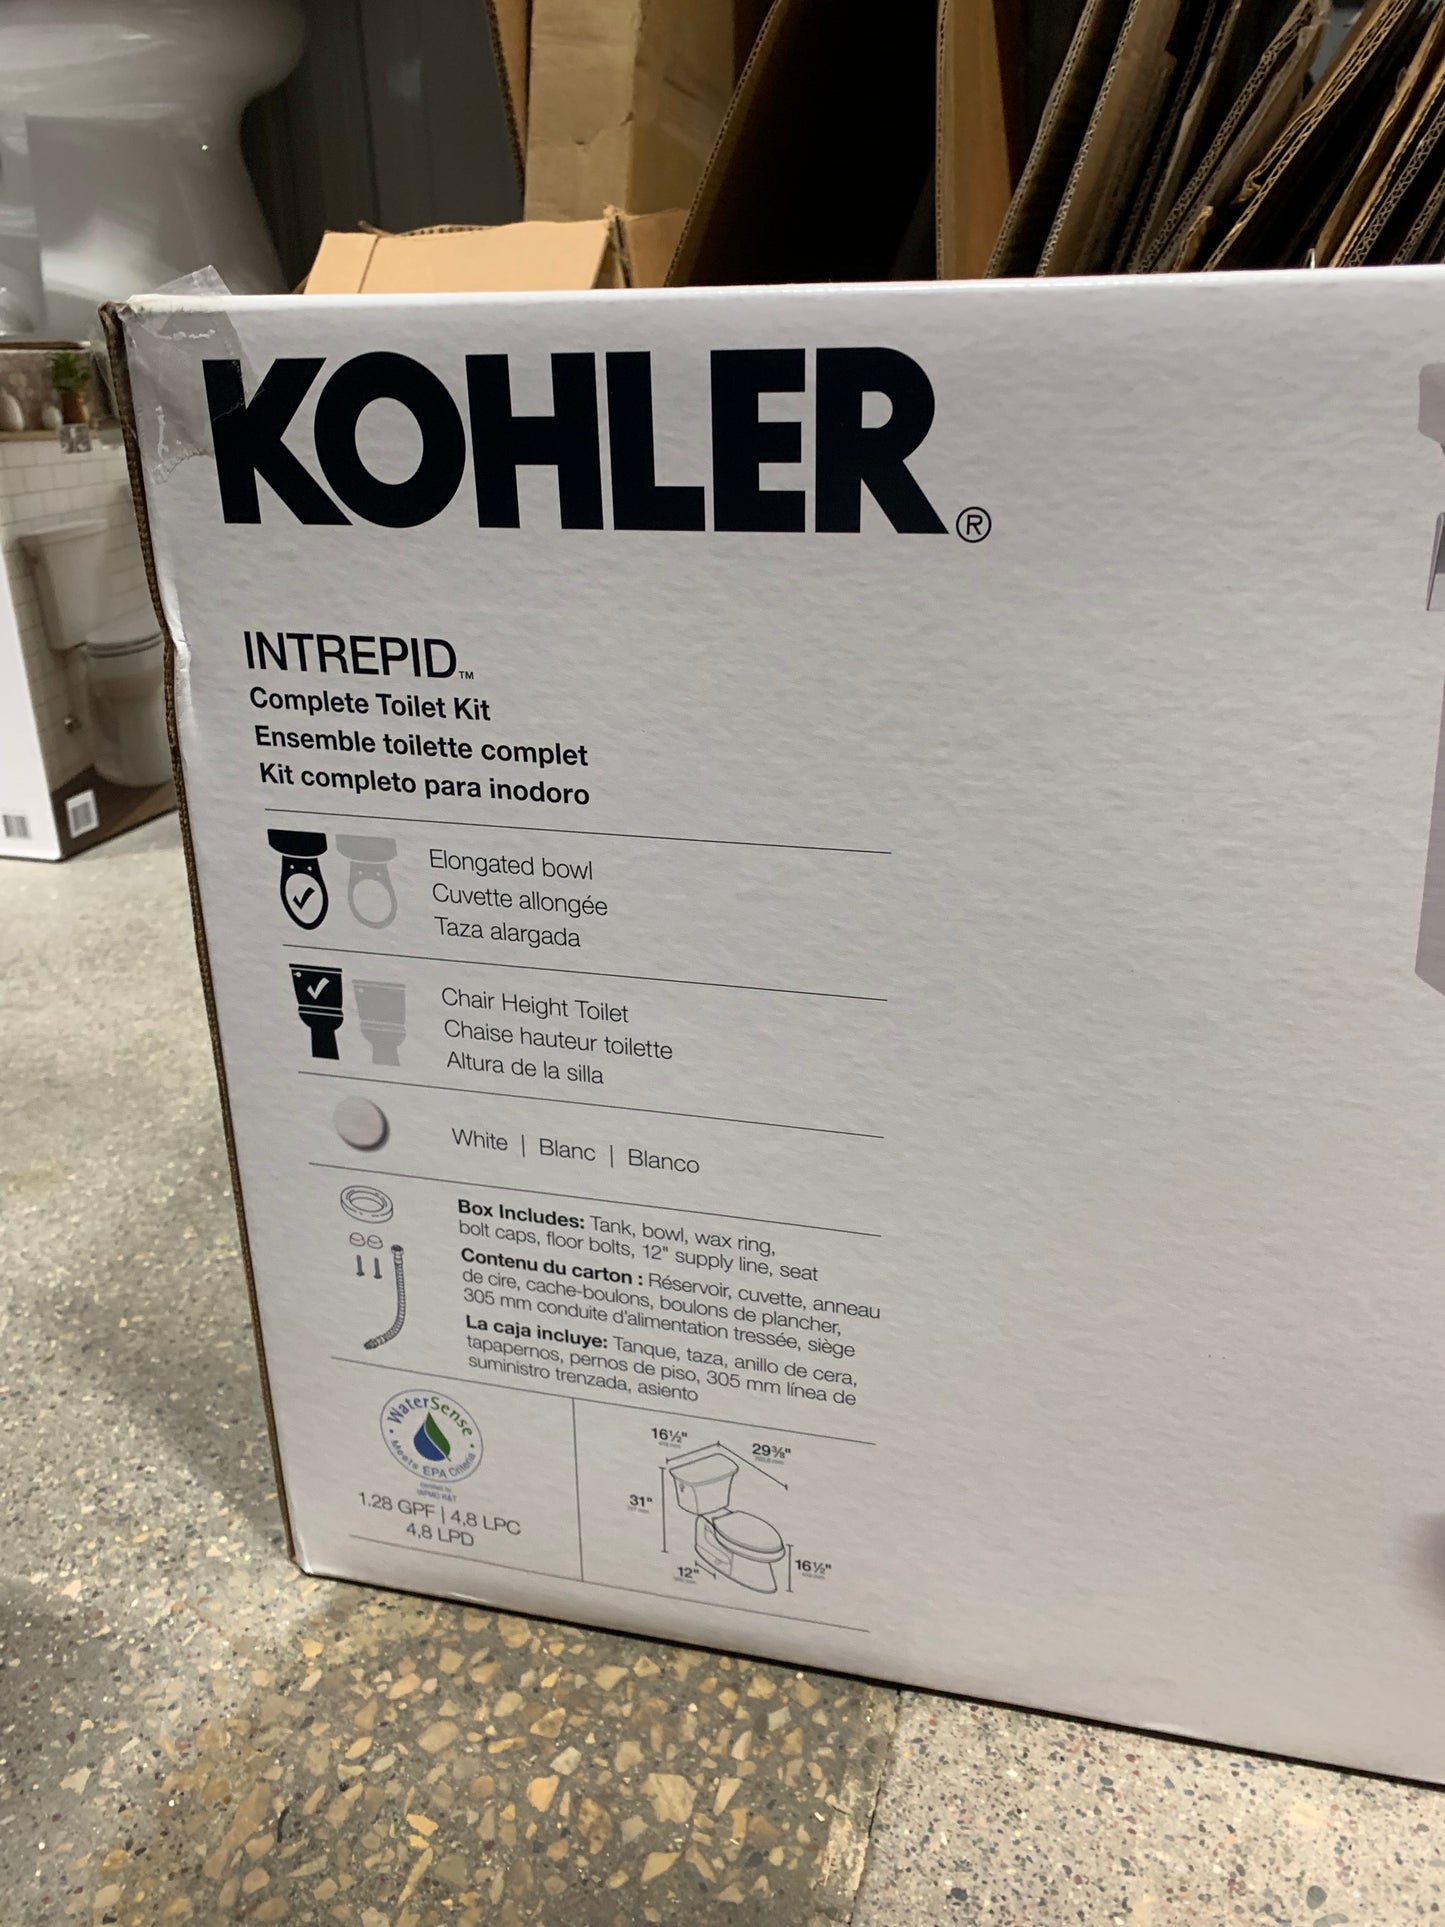 KOHLER®
INTREPID™
Complete Toilet Kit
Ensemble toilette complet
Kit completo para inodoro
Elongated bowl
Cuvette allongée
Taza alargada
Chair Height Toilet
Chaise hauteur toilette
Altura de la silla
White | Blanc | Blanco
Box Includes: Tank, bowl, wax ring,
bolt caps, floor bolts, 12" supply line, seat
Contenu du carton : Réservoir, cuvette, anneau
de cire, cache-boulons, boulons de plancher,
305 mm conduite d'alimentation tressée, siège
La caja incluye: Tanque, taza, anillo de cera,
tapapernos, pernos de piso, 305 mm línea de
suministro trenzada, asiento
WaterSense
Meets EPA Criteria
1.28 GPF | 4,8 LPC
4,8 LPD
16½"
29⅜"
31"
12"
16½"